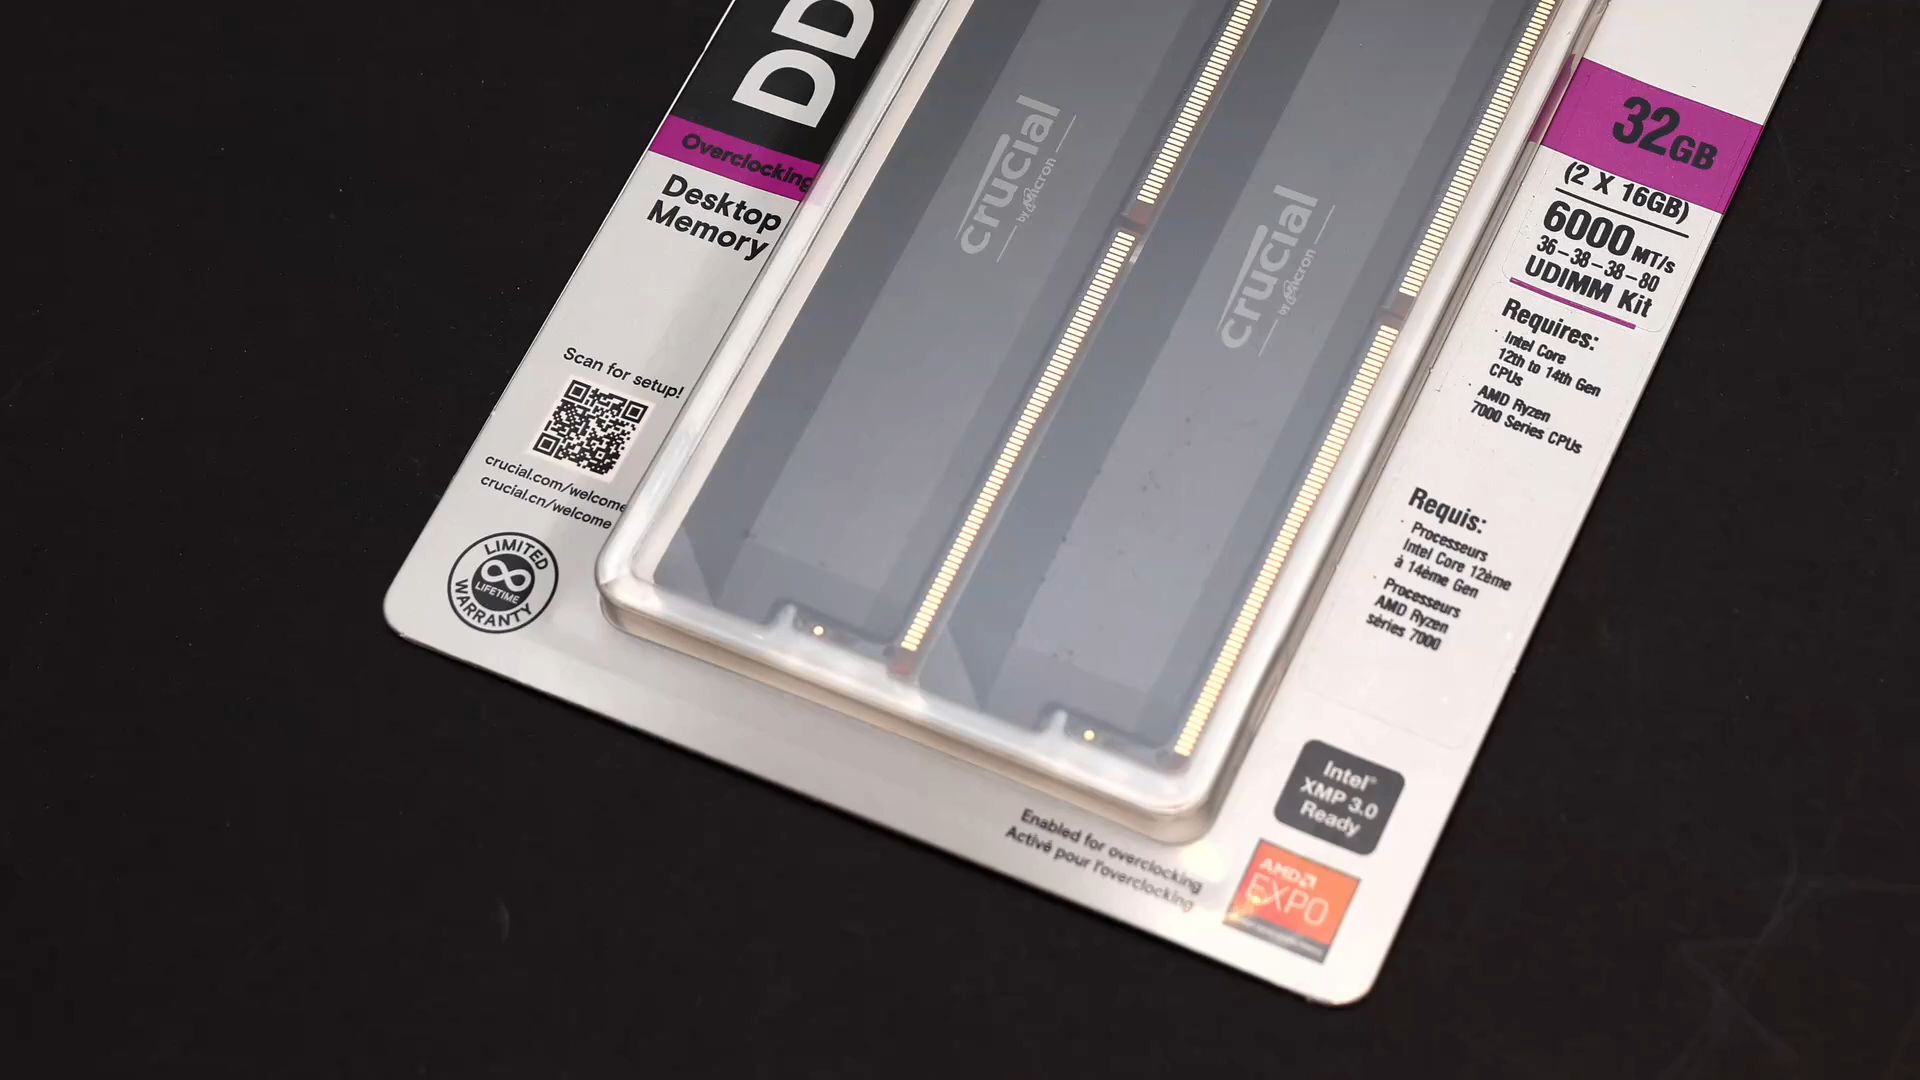 DD
Overclocking
Desktop
Memory
Scan for setup!
crucial.com/welcome
crucial.cn/welcome
LIMITED
LIFETIME
WARRANTY
crucial
by Micron
crucial
by Micron
32GB
(2 X 16GB)
6000MT/s
36-38-38-80
UDIMM Kit
Requires:
· Intel Core
12th to 14th Gen
CPUs
· AMD Ryzen
7000 Series CPUs
Requis:
· Processeurs
Intel Core 12ème
à 14ème Gen
· Processeurs
AMD Ryzen
séries 7000
Intel®
XMP 3.0
Ready
Enabled for overclocking
Activé pour l'overclocking
AMD
EXPO